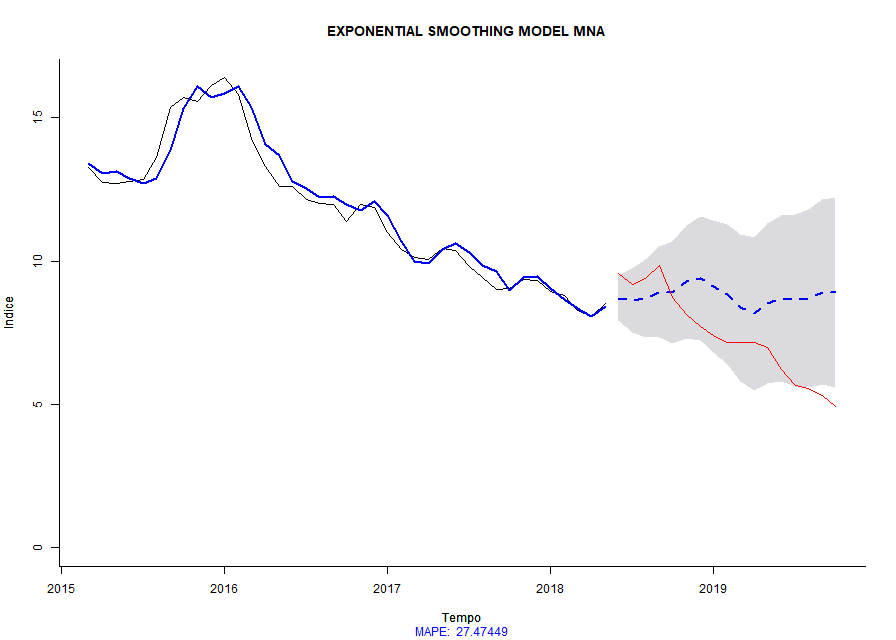 EXPONENTIAL SMOOTHING MODEL MNA
15
10
5
0
Indice
2015 2016 2017 2018 2019
Tempo
MAPE: 27.47449